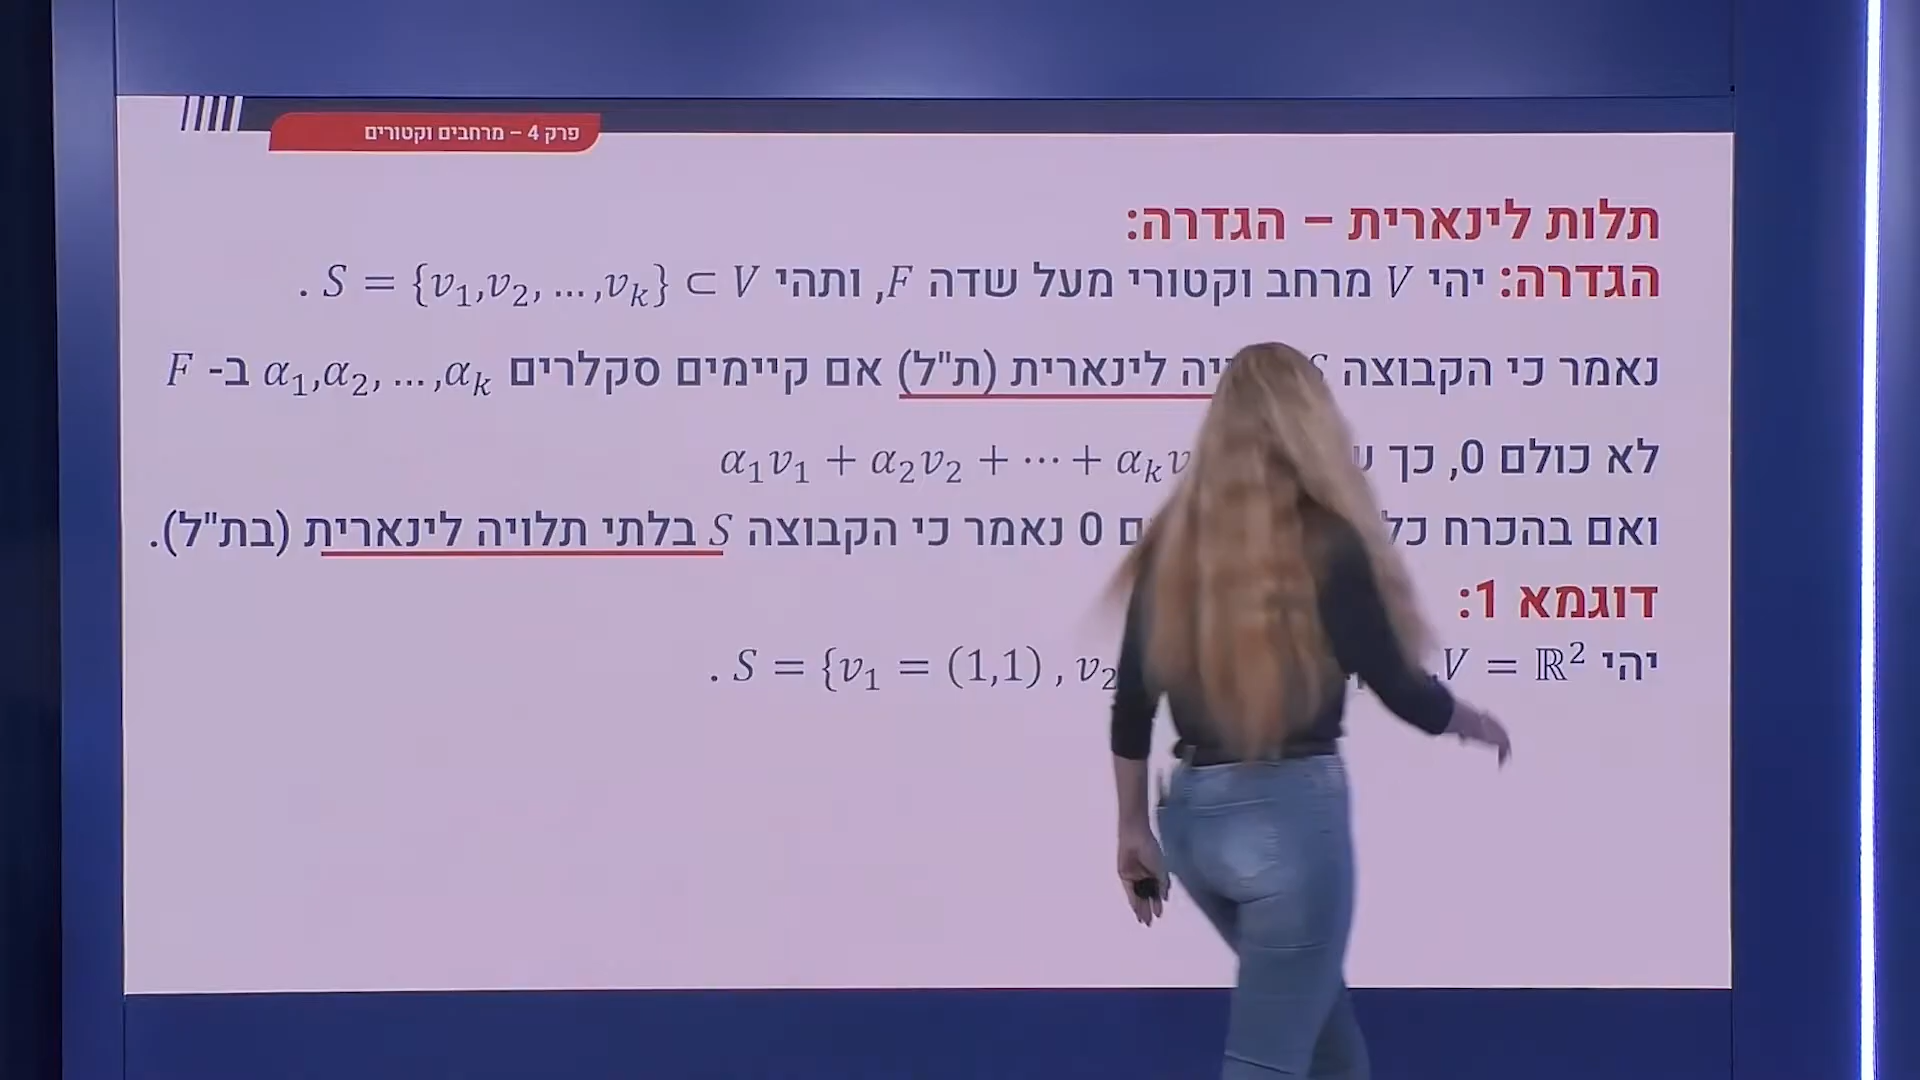 פרק 4 – מרחבים וקטורים
תלות לינארית – הגדרה:
הגדרה: יהי V מרחב וקטורי מעל שדה F, ותהי S = {v₁,v₂, …,vₖ} ⊂ V .
נאמר כי הקבוצה לינארית (ת"ל) אם קיימים סקלרים α₁,α₂, …,αₖ ב- F
לא כולם 0, כך α₁v₁ + α₂v₂ + ⋯ + αₖv
ואם בהכרח 0 נאמר כי הקבוצה S בלתי תלויה לינארית (בת"ל).
דוגמא 1:
יהי V = ℝ² S = {v₁ = (1,1) , v₂ .